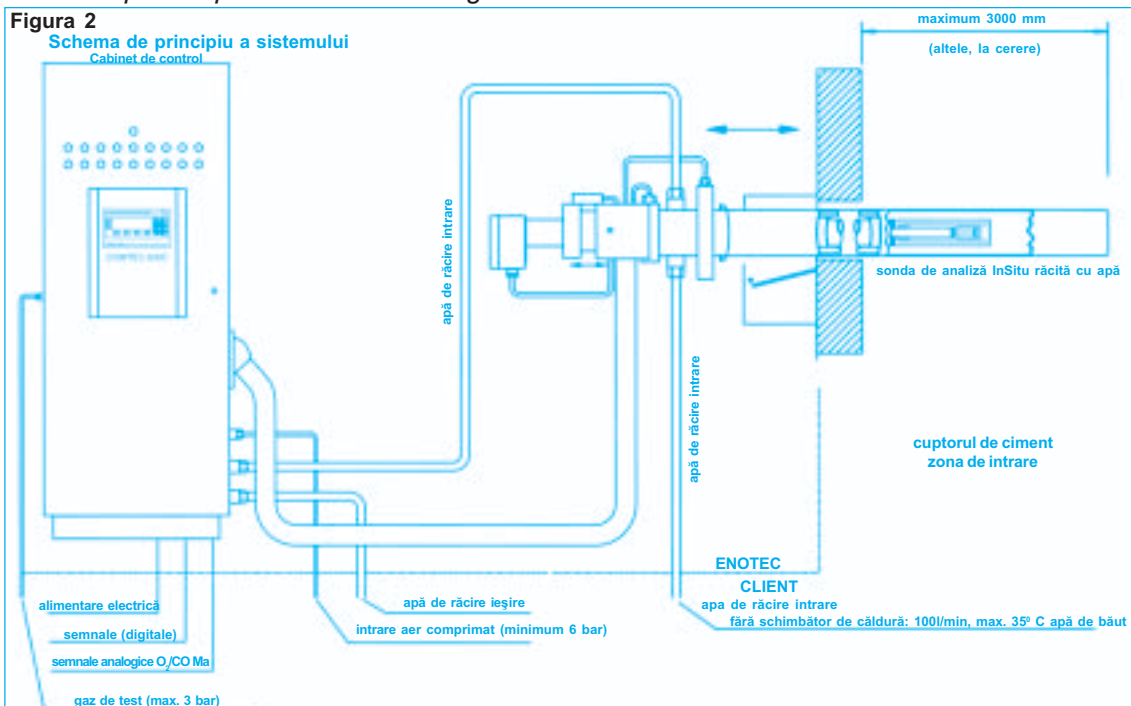 Figura 2
maximum 3000 mm
(altele, la cerere)
Schema de principiu a sistemului
Cabinet de control
apă de răcire intrare
sonda de analiză InSitu răcită cu apă
apă de răcire intrare
cuptorul de ciment
zona de intrare
ENOTEC
CLIENT
alimentare electrică
apă de răcire ieşire
apa de răcire intrare
fără schimbător de căldură: 100l/min, max. 35⁰ C apă de băut
semnale (digitale)
intrare aer comprimat (minimum 6 bar)
semnale analogice O₂/CO Ma
gaz de test (max. 3 bar)